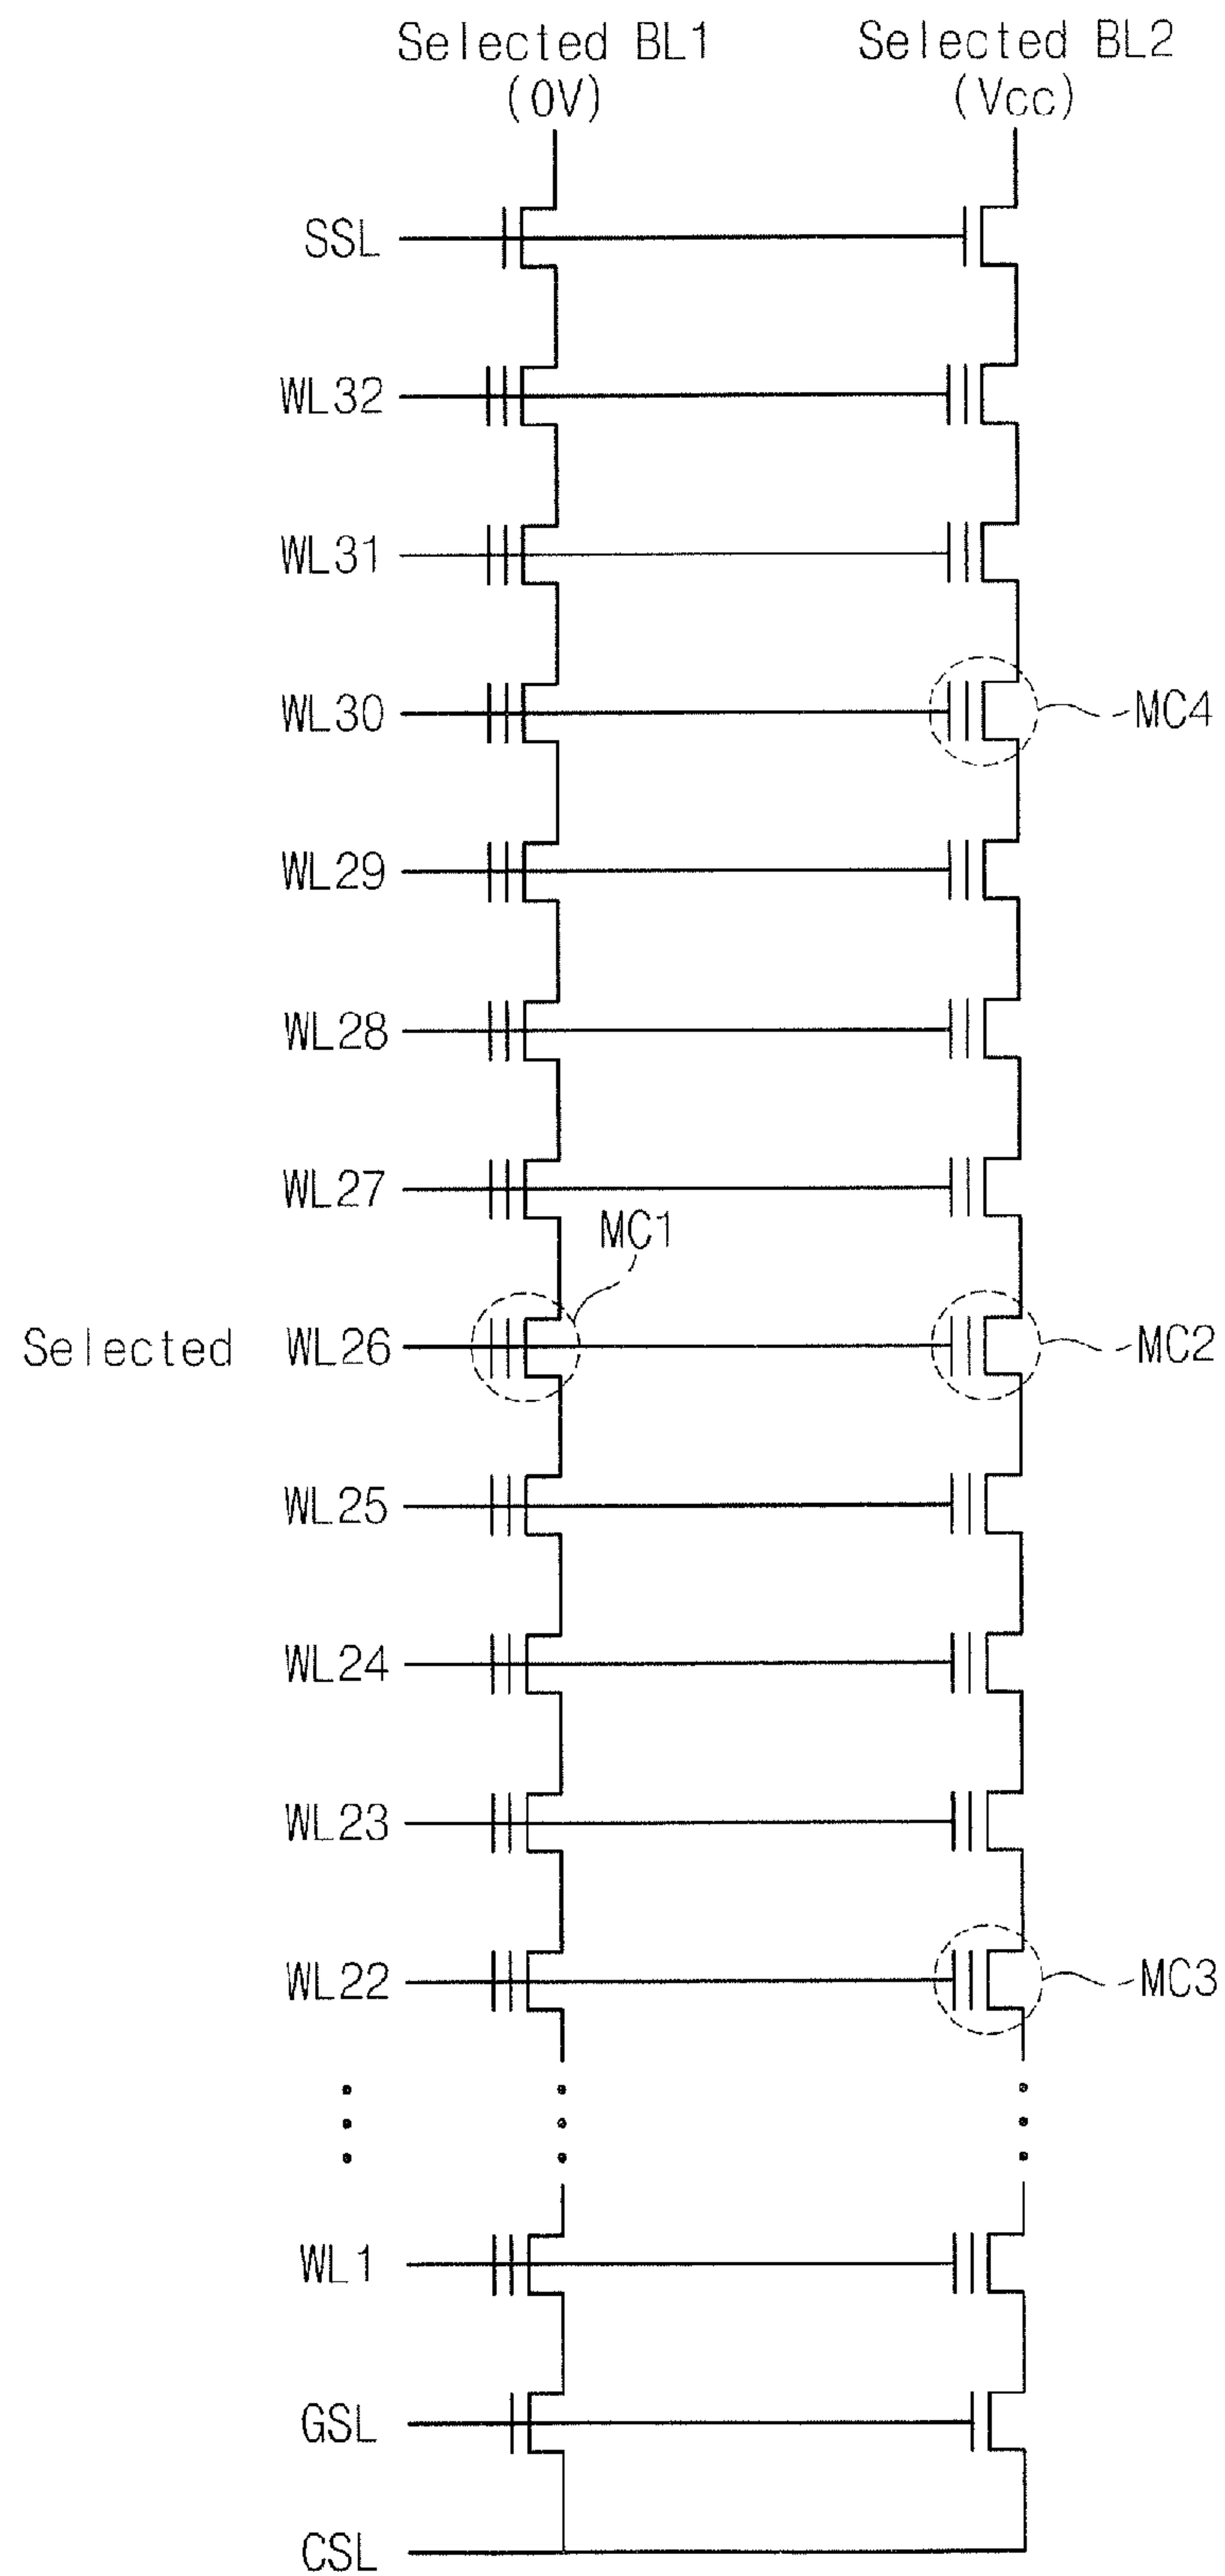 Selected BL1
(0V)
Selected BL2
(Vcc)
SSL
WL32
WL31
WL30
MC4
WL29
WL28
WL27
MC1
Selected WL26
MC2
WL25
WL24
WL23
WL22
MC3
WL1
GSL
CSL